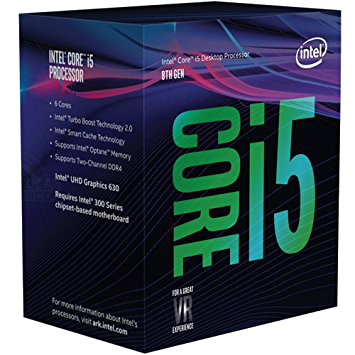 INTEL® CORE™ i5
PROCESSOR
• 6 Cores
• Intel® Turbo Boost Technology 2.0
• Intel® Smart Cache Technology
• Supports Intel® Optane™ Memory
• Supports Two-Channel DDR4
Intel® UHD Graphics 630
Requires Intel® 300 Series
chipset-based motherboard
For more information about Intel's
processors, visit ark.intel.com
Intel® Core™ i5 Desktop Processor
8TH GEN
intel
CORE i5
FOR A GREAT
VR
EXPERIENCE